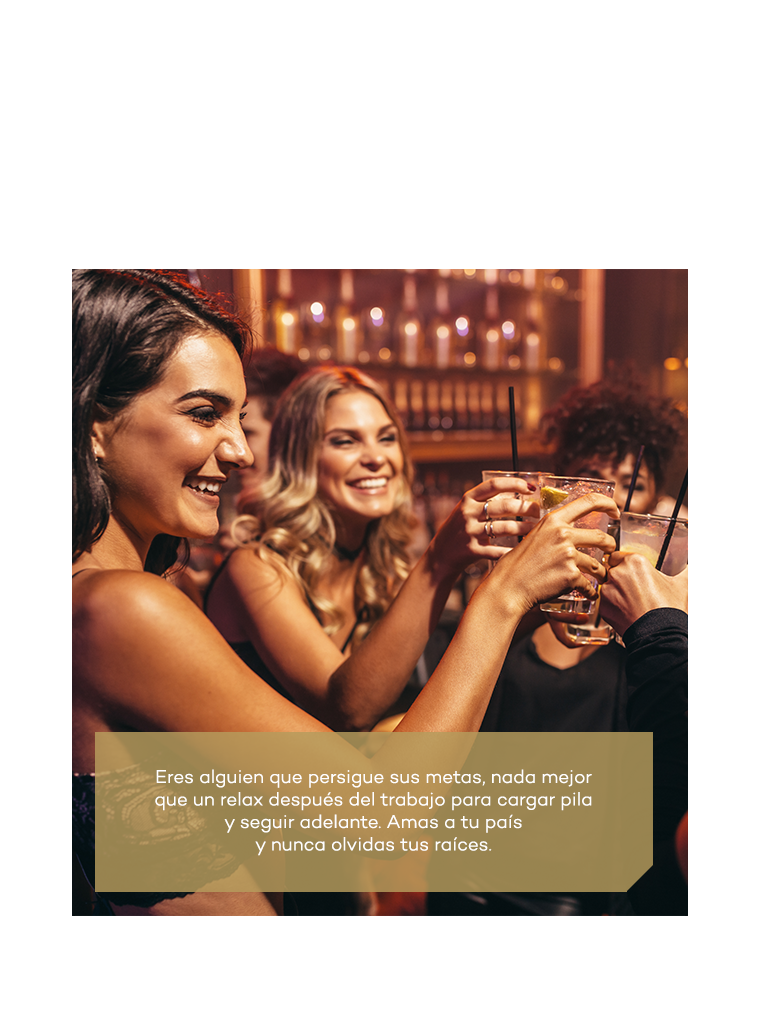 Eres alguien que persigue sus metas, nada mejor
que un relax después del trabajo para cargar pila
y seguir adelante. Amas a tu país
y nunca olvidas tus raíces.